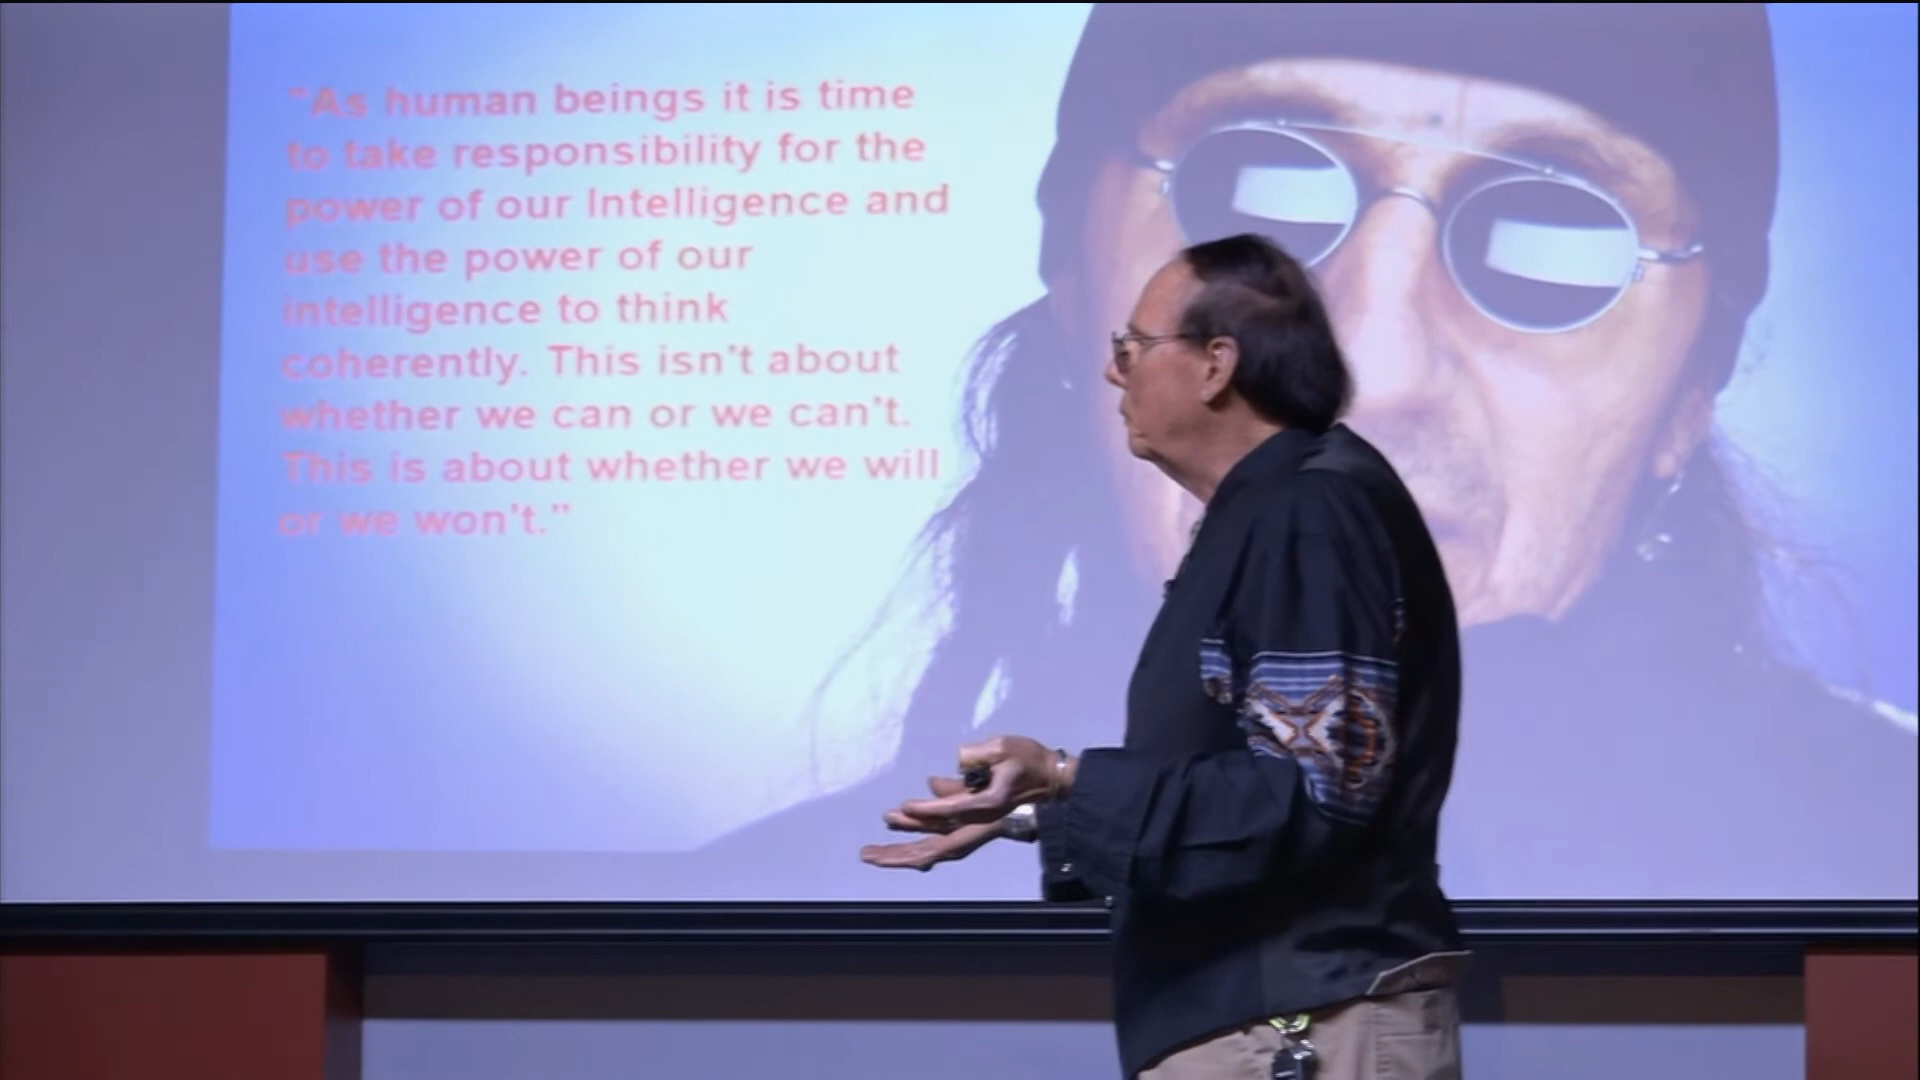 "As human beings it is time
to take responsibility for the
power of our Intelligence and
use the power of our
intelligence to think
coherently. This isn't about
whether we can or we can't.
This is about whether we will
or we won't."